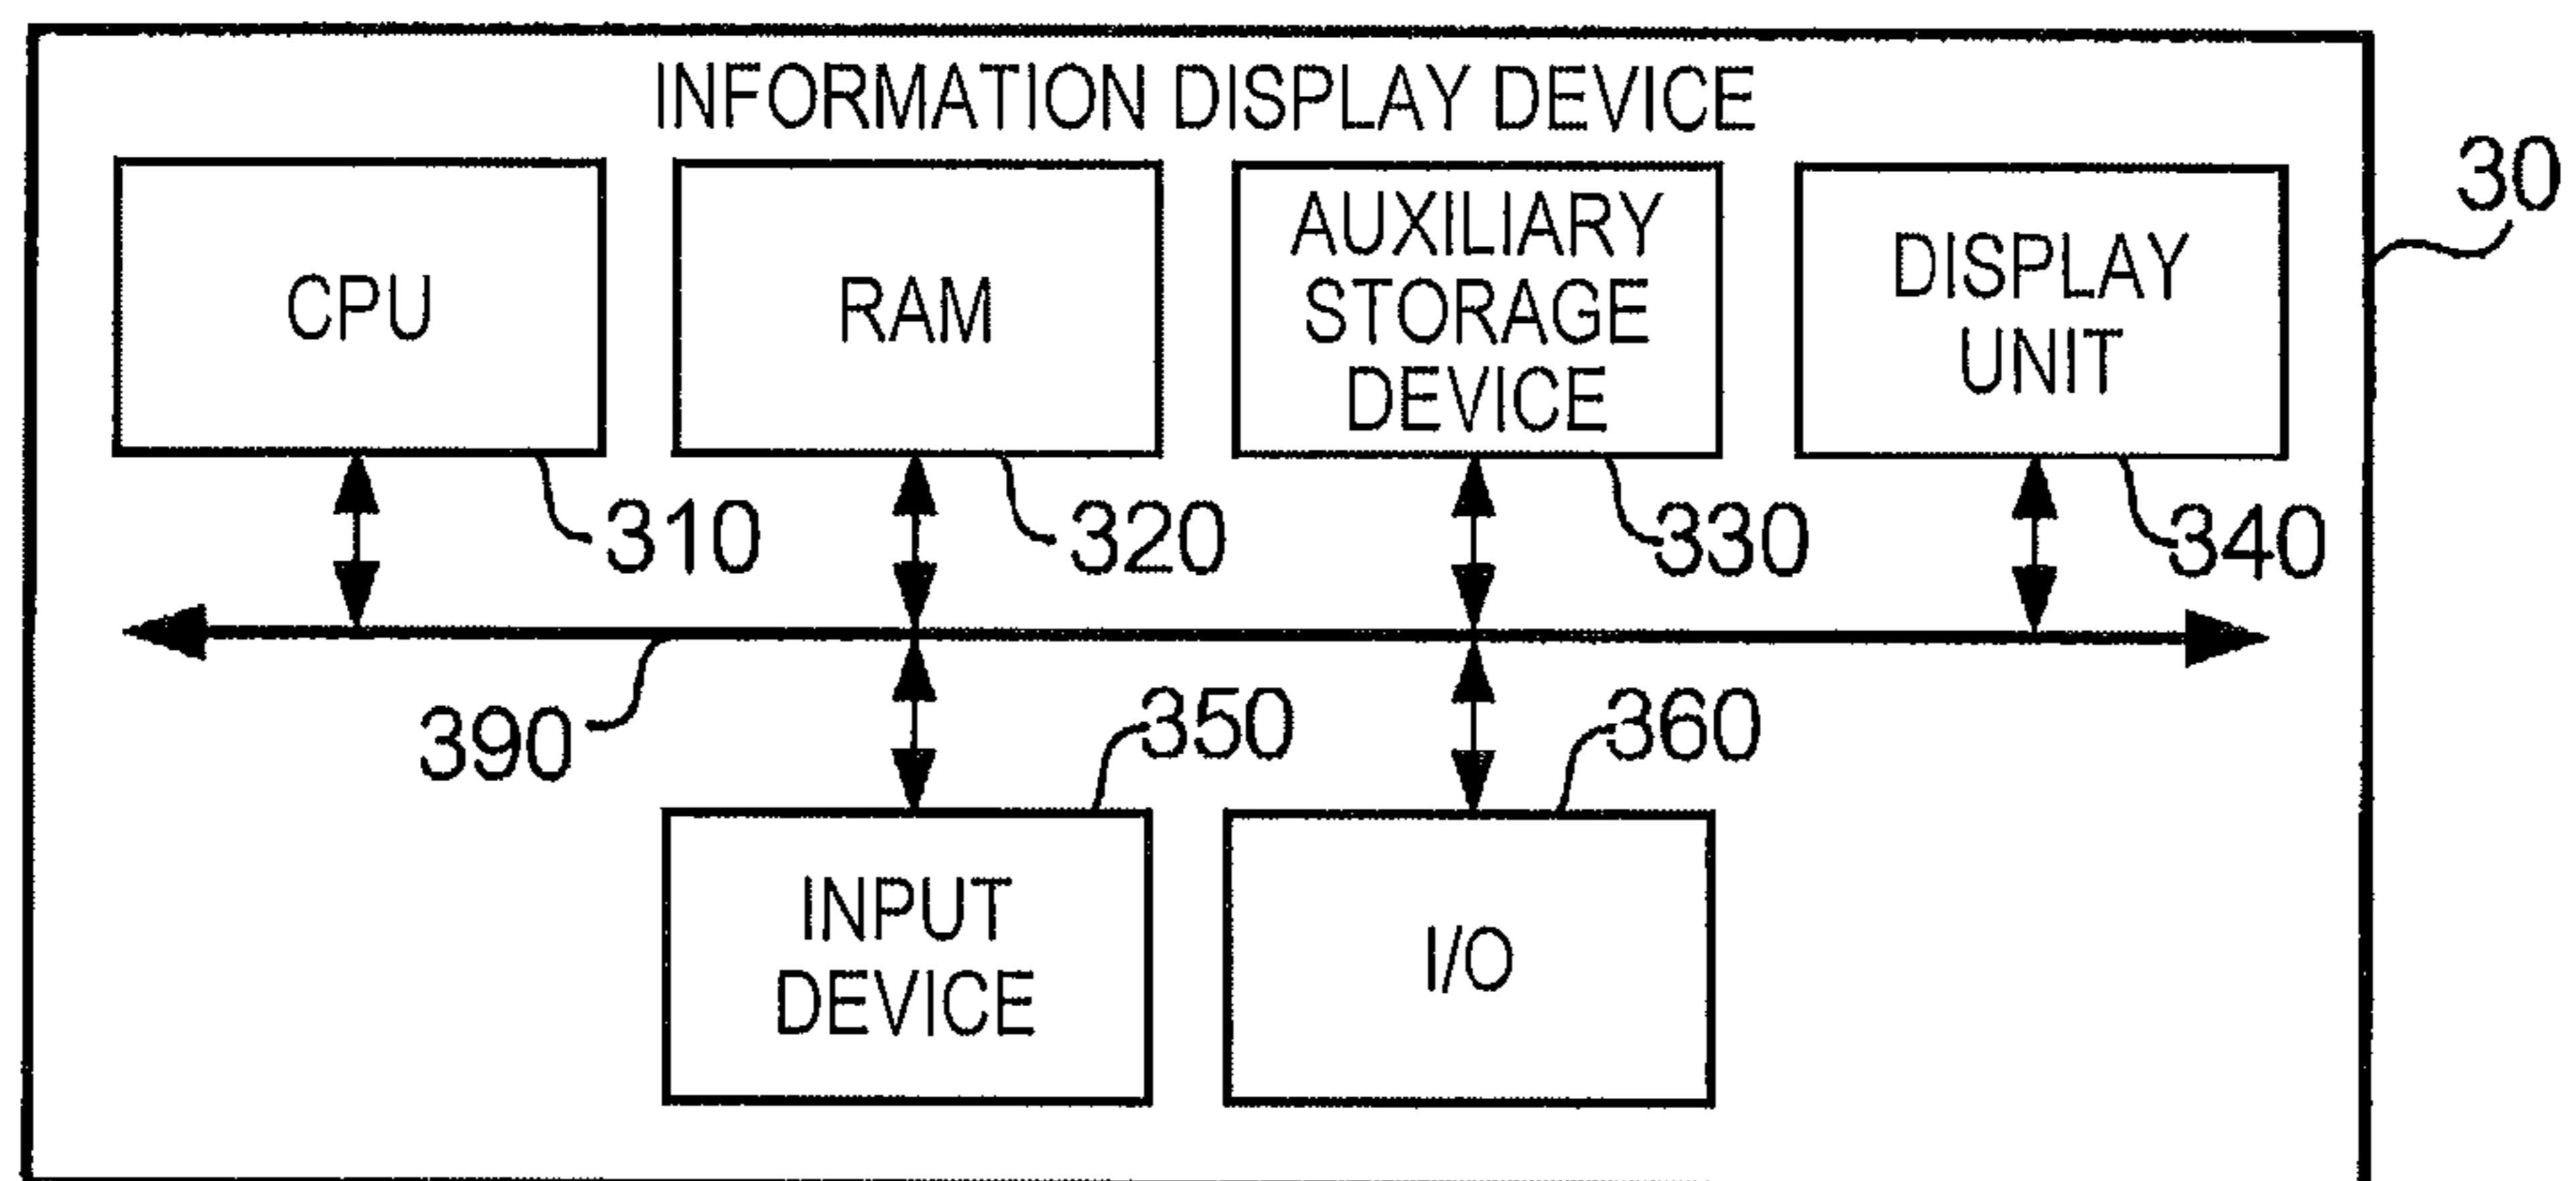 INFORMATION DISPLAY DEVICE
30
CPU
RAM
AUXILIARY
STORAGE
DEVICE
DISPLAY
UNIT
310
320
330
340
390
350
360
INPUT
DEVICE
I/O